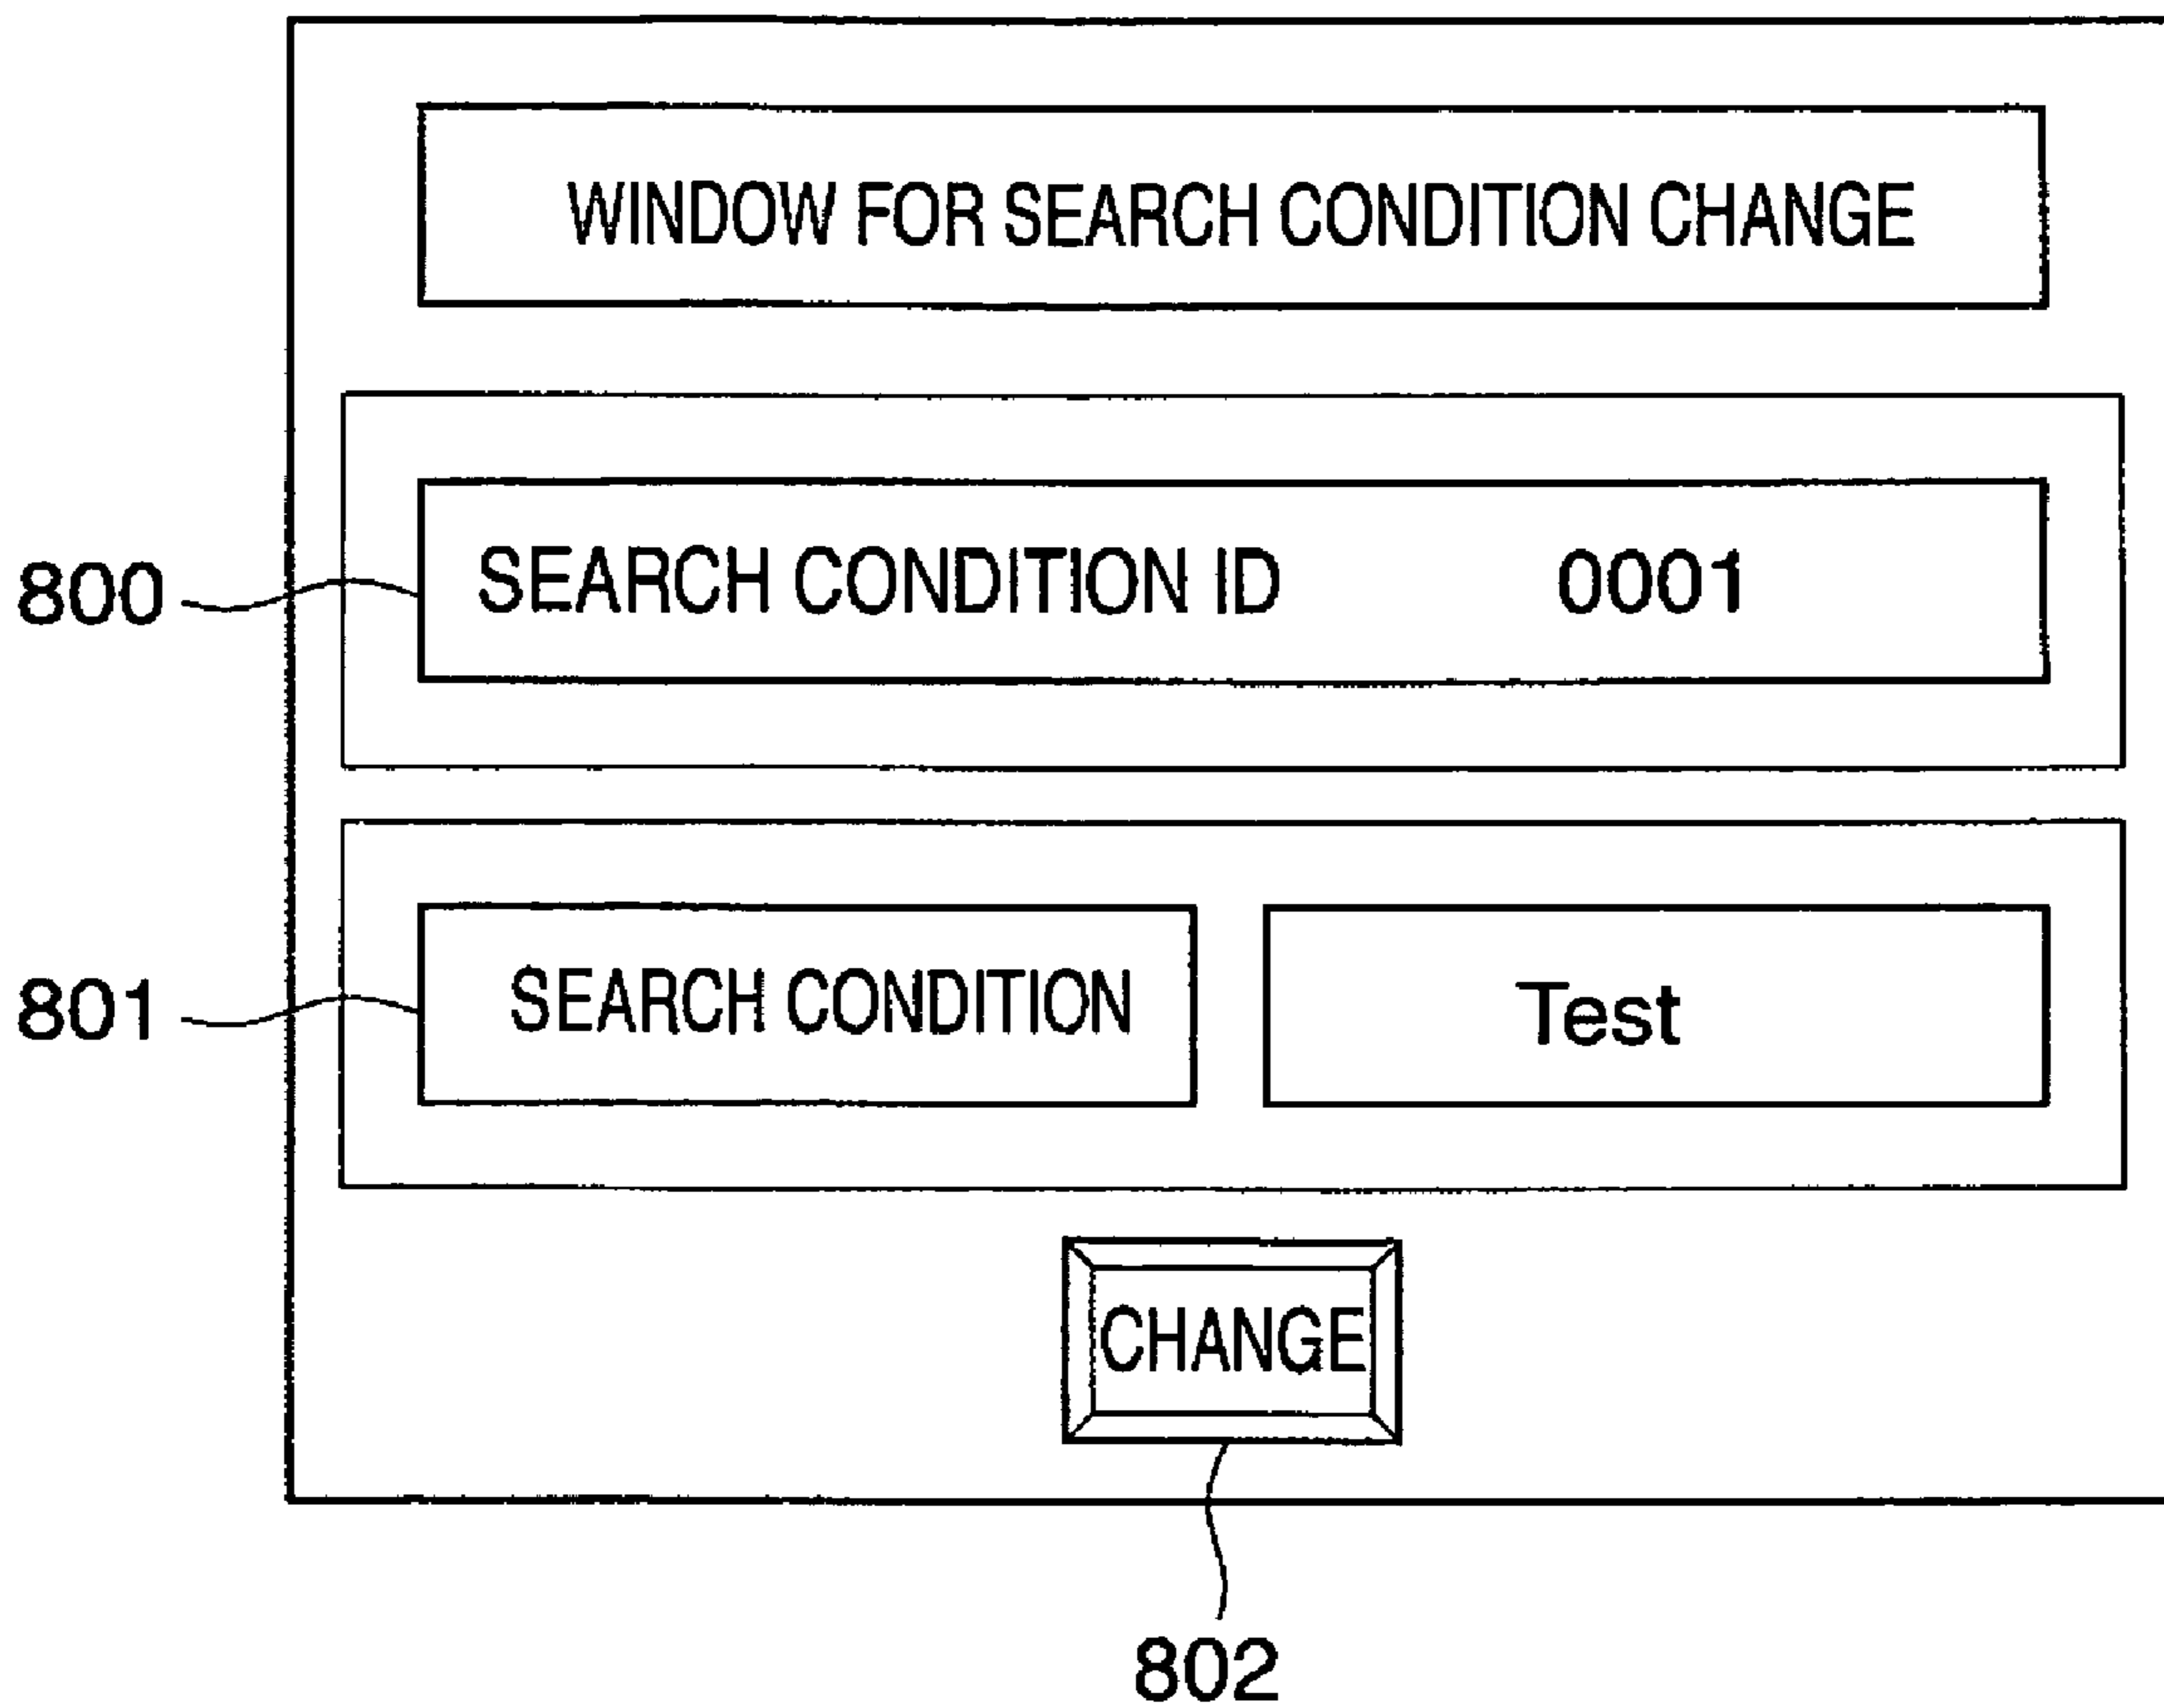 WINDOW FOR SEARCH CONDITION CHANGE
800 SEARCH CONDITION ID 0001
801 SEARCH CONDITION Test
CHANGE
802